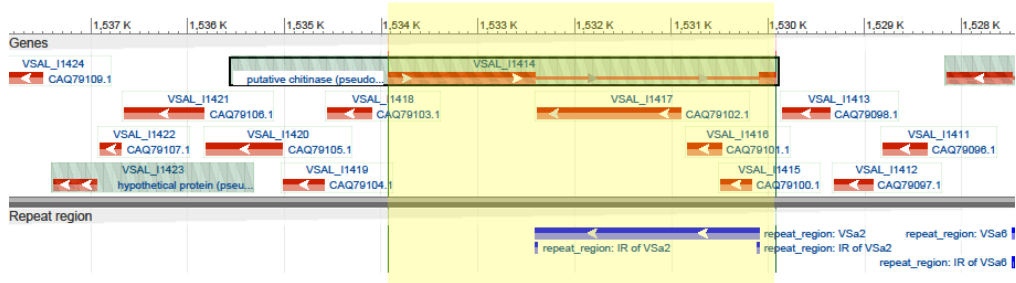 1,537 K 1,536 K 1,535 K 1,534 K 1,533 K 1,532 K 1,531 K 1,530 K 1,529 K 1,528 K
Genes
VSAL_I1424 VSAL_I1414
CAQ79109.1 putative chitinase (pseudo...
VSAL_I1421 VSAL_I1418 VSAL_I1417 VSAL_I1413
CAQ79106.1 CAQ79103.1 CAQ79102.1 CAQ79098.1
VSAL_I1422 VSAL_I1420 VSAL_I1416 VSAL_I1411
CAQ79107.1 CAQ79105.1 CAQ79101.1 CAQ79096.1
VSAL_I1423 VSAL_I1419 VSAL_I1415 VSAL_I1412
hypothetical protein (pseu... CAQ79104.1 CAQ79100.1 CAQ79097.1
Repeat region
repeat_region: VSa2 repeat_region: VSa6
repeat_region: IR of VSa2 repeat_region: IR of VSa2
repeat_region: IR of VSa6